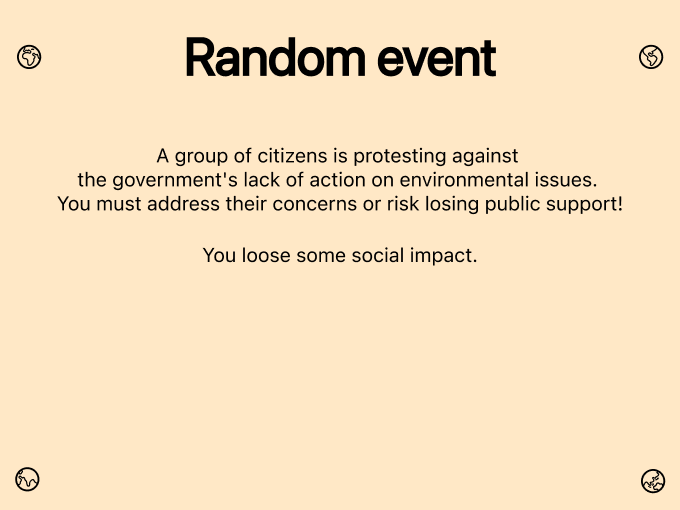 Random event
A group of citizens is protesting against
the government's lack of action on environmental issues.
You must address their concerns or risk losing public support!
You loose some social impact.